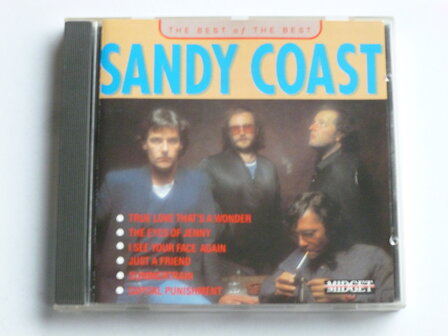 THE BEST of THE BEST
SANDY COAST
TRUE LOVE THAT'S A WONDER
THE EYES OF JENNY
I SEE YOUR FACE AGAIN
JUST A FRIEND
SUMMERTRAIN
CAPITAL PUNISHMENT
MIDGET